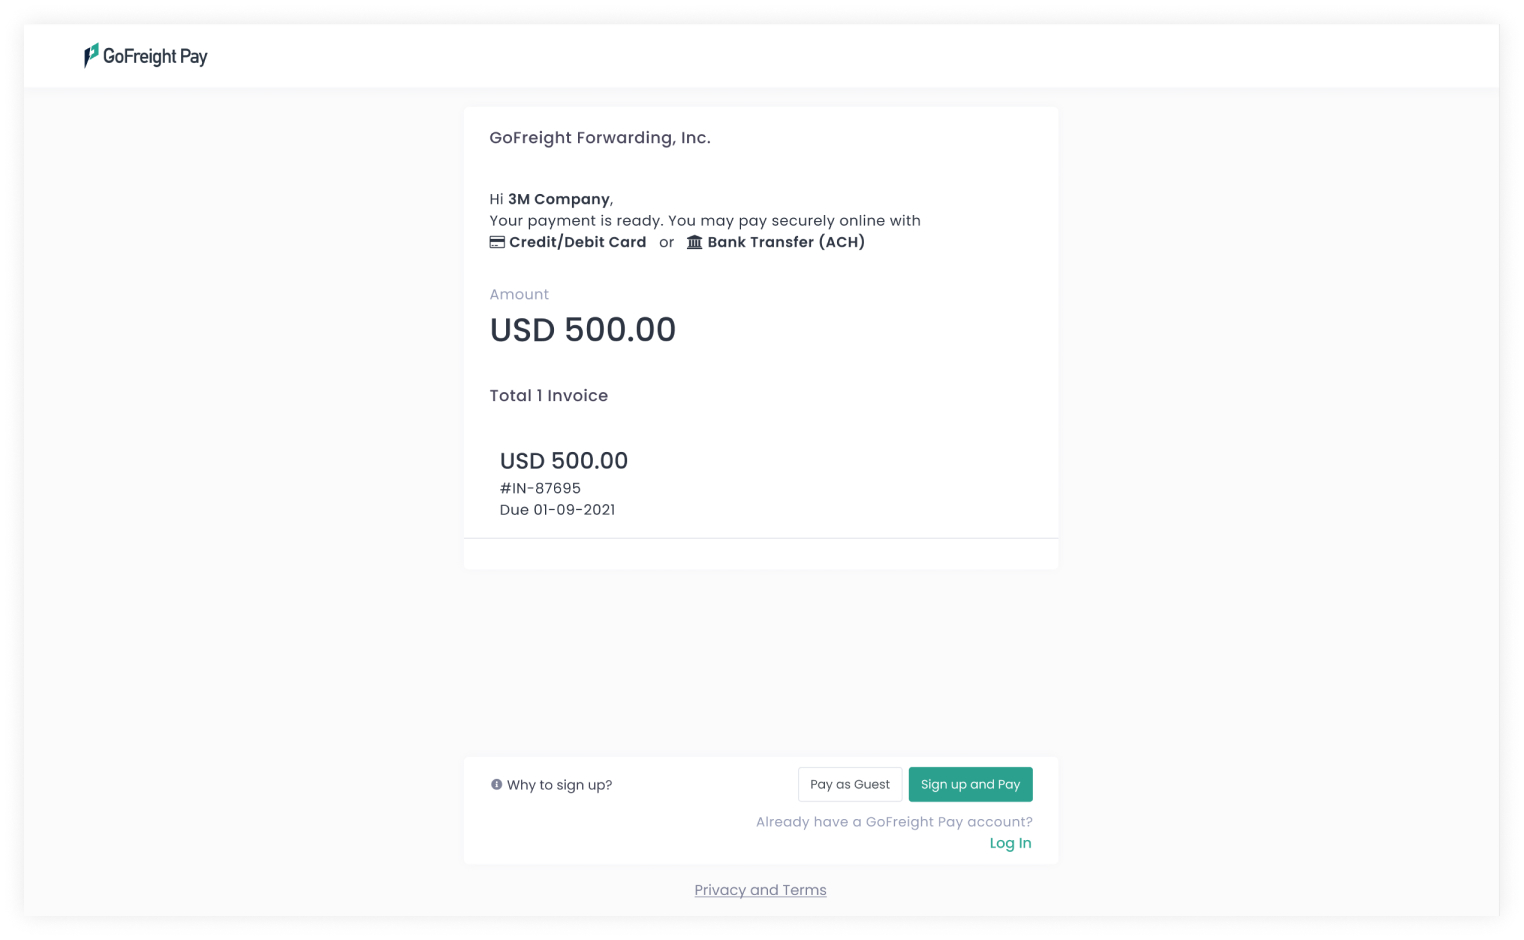 GoFreight Pay
GoFreight Forwarding, Inc.
Hi 3M Company,
Your payment is ready. You may pay securely online with
Credit/Debit Card or Bank Transfer (ACH)
Amount
USD 500.00
Total 1 Invoice
USD 500.00
#IN-87695
Due 01-09-2021
Why to sign up?
Pay as Guest
Sign up and Pay
Already have a GoFreight Pay account?
Log In
Privacy and Terms